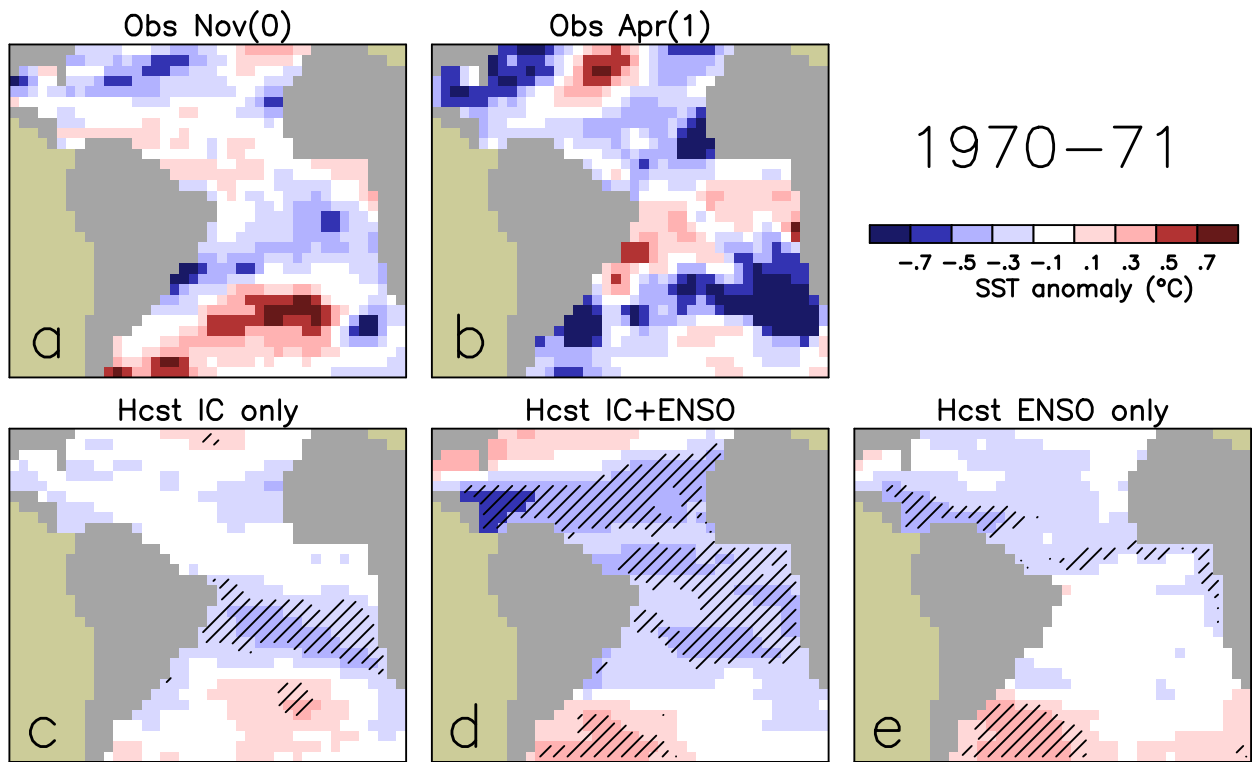 Obs Nov(0)
Obs Apr(1)
a
b
1970-71
-.7 -.5 -.3 -.1 .1 .3 .5 .7
SST anomaly (°C)
Hcst IC only
Hcst IC+ENSO
Hcst ENSO only
c
d
e